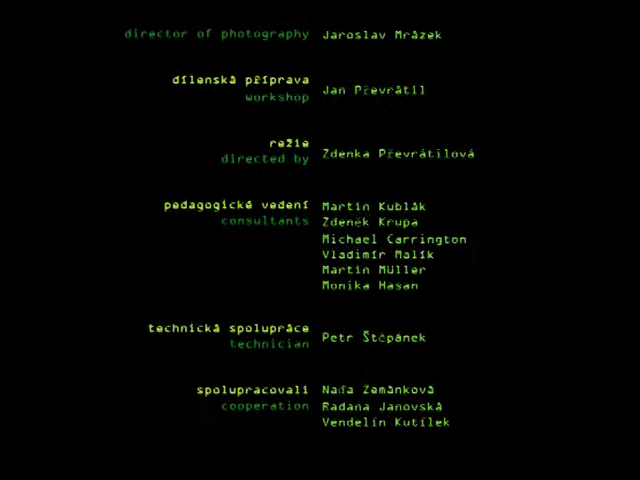 director of photography Jaroslav Mrázek
dílenská příprava
workshop
Jan Převrátil
režie
directed by
Zdenka Převrátilová
pedagogické vedení
consultants
Martin Kublák
Zdeněk Krupa
Michael Carrington
Vladimír Malík
Martin Müller
Monika Hasan
technická spolupráce
technician
Petr Štěpánek
spolupracovali
cooperation
Naďa Zemánková
Radana Janovská
Vendelín Kutílek